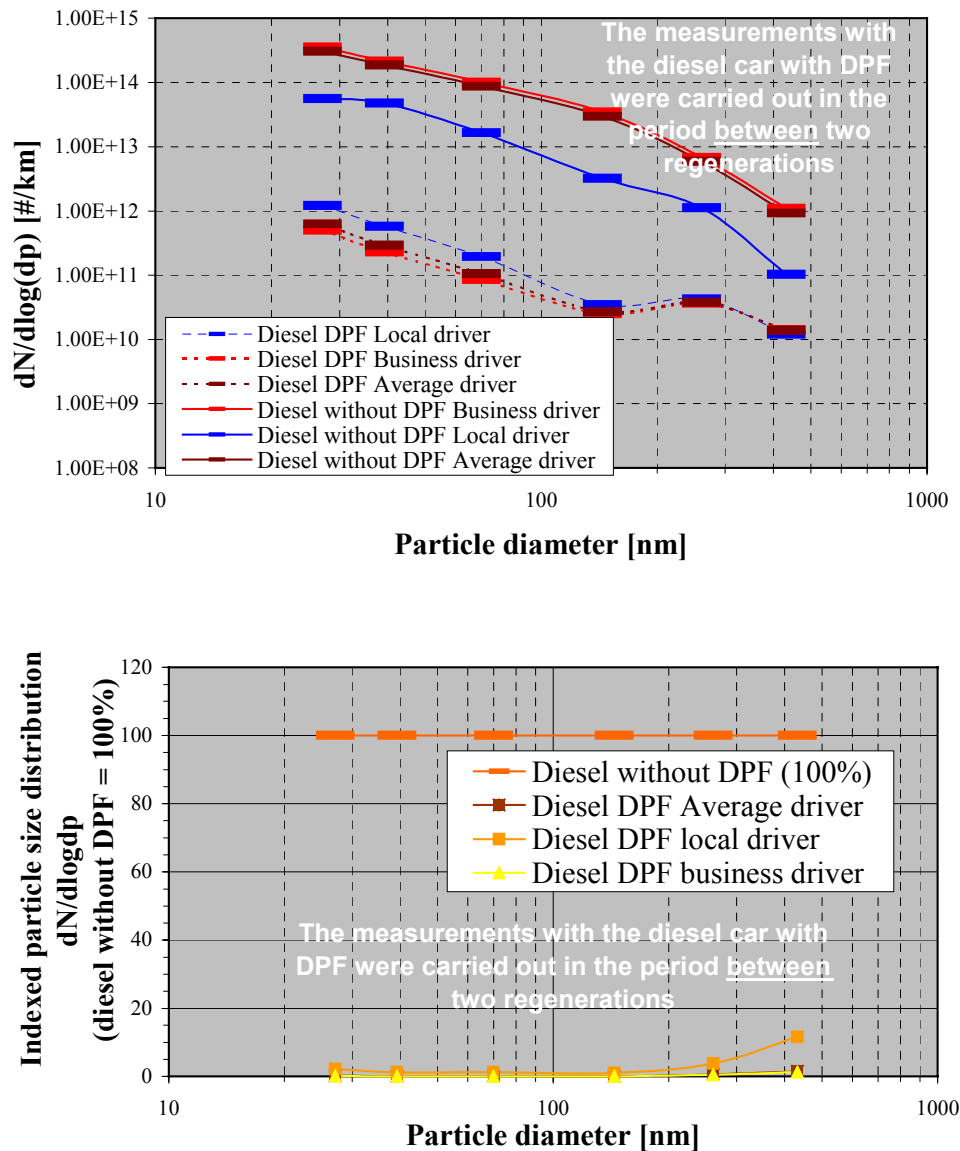 1.00E+15
1.00E+14
1.00E+13
1.00E+12
1.00E+11
1.00E+10
1.00E+09
1.00E+08
dN/dlog(dp) [#/km]
The measurements with
the diesel car with DPF
were carried out in the
period between two
regenerations
Diesel DPF Local driver
Diesel DPF Business driver
Diesel DPF Average driver
Diesel without DPF Business driver
Diesel without DPF Local driver
Diesel without DPF Average driver
10
100
1000
Particle diameter [nm]
Indexed particle size distribution
dN/dlogdp
(diesel without DPF = 100%)
120
100
80
60
40
20
0
Diesel without DPF (100%)
Diesel DPF Average driver
Diesel DPF local driver
Diesel DPF business driver
The measurements with the diesel car with
DPF were carried out in the period between
two regenerations
10
100
1000
Particle diameter [nm]